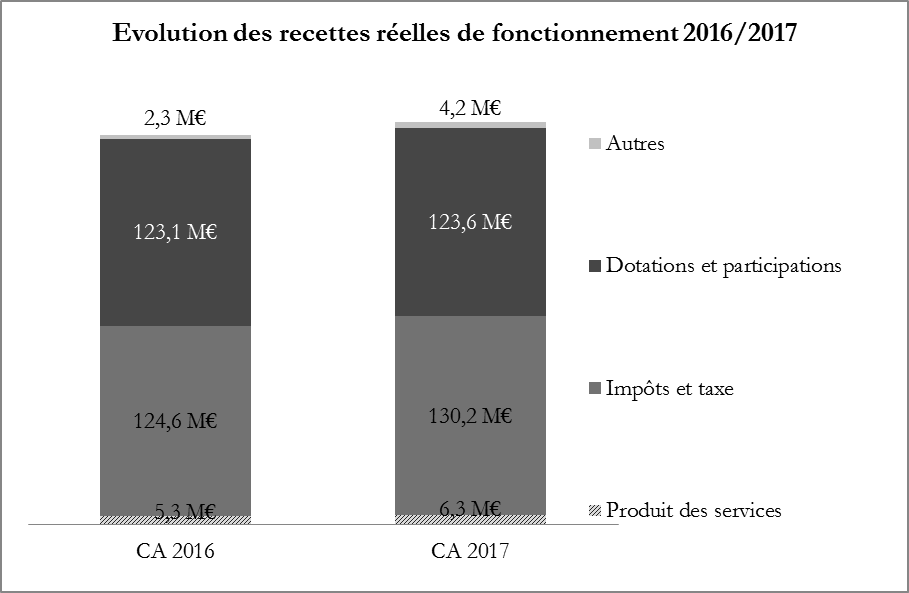 Evolution des recettes réelles de fonctionnement 2016/2017
2,3 M€
4,2 M€
Autres
123,1 M€
123,6 M€
Dotations et participations
124,6 M€
130,2 M€
Impôts et taxe
5,3 M€
6,3 M€
Produit des services
CA 2016
CA 2017